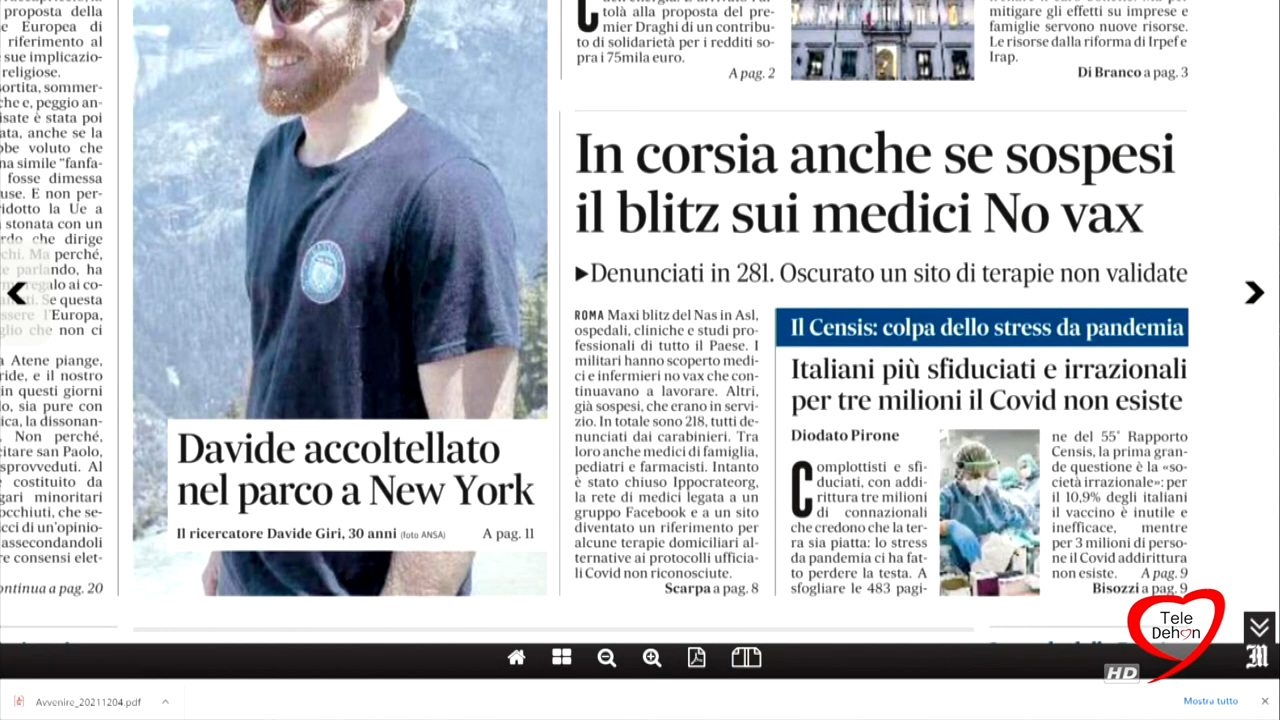 proposta della
Europea di
riferimento al
sue implicazio-
religiose.
sortita, sommer-
che e, peggio an-
isate è stata poi
ata, anche se la
bbe voluto che
na simile "fanfa-
fosse dimessa
use. E non per-
ridotto la Ue a
stonata con un
rdo che dirige
chi. Ma perché,
e parlando, ha
regalo ai co-
Se questa
essere l'Europa,
glio che non ci
a Atene piange,
ride, e il nostro
in questi giorni
lo, sia pure con
ica, la dissonan-
. Non perché,
citare san Paolo,
sprovveduti. Al
costituito da
gari minoritari
occhiuti, che se-
cci di un'opinio-
assecondandoli
re consensi elet-
ontinua a pag. 20
Davide accoltellato
nel parco a New York
Il ricercatore Davide Giri, 30 anni (foto ANSA) A pag. 11
tolà alla proposta del pre-
mier Draghi di un contribu-
to di solidarietà per i redditi so-
pra i 75mila euro.
A pag. 2
mitigare gli effetti su imprese e
famiglie servono nuove risorse.
Le risorse dalla riforma di Irpef e
Irap.
Di Branco a pag. 3
In corsia anche se sospesi
il blitz sui medici No vax
►Denunciati in 281. Oscurato un sito di terapie non validate
ROMA Maxi blitz del Nas in Asl,
ospedali, cliniche e studi pro-
fessionali di tutto il Paese. I
militari hanno scoperto medi-
ci e infermieri no vax che con-
tinuavano a lavorare. Altri,
già sospesi, che erano in servi-
zio. In totale sono 218, tutti de-
nunciati dai carabinieri. Tra
loro anche medici di famiglia,
pediatri e farmacisti. Intanto
è stato chiuso Ippocrateorg,
la rete di medici legata a un
gruppo Facebook e a un sito
diventato un riferimento per
alcune terapie domiciliari al-
ternative ai protocolli ufficia-
li Covid non riconosciute.
Scarpa a pag. 8
Il Censis: colpa dello stress da pandemia
Italiani più sfiduciati e irrazionali
per tre milioni il Covid non esiste
Diodato Pirone
Complottisti e sfi-
duciati, con addi-
rittura tre milioni
di connazionali
che credono che la ter-
ra sia piatta: lo stress
da pandemia ci ha fat-
to perdere la testa. A
sfogliare le 483 pagi-
ne del 55° Rapporto
Censis, la prima gran-
de questione è la «so-
cietà irrazionale»: per
il 10,9% degli italiani
il vaccino è inutile e
inefficace, mentre
per 3 milioni di perso-
ne il Covid addirittura
non esiste. A pag. 9
Bisozzi a pag. 9
Tele
Dehon
HD
M
Avvenire_20211204.pdf
Mostra tutto